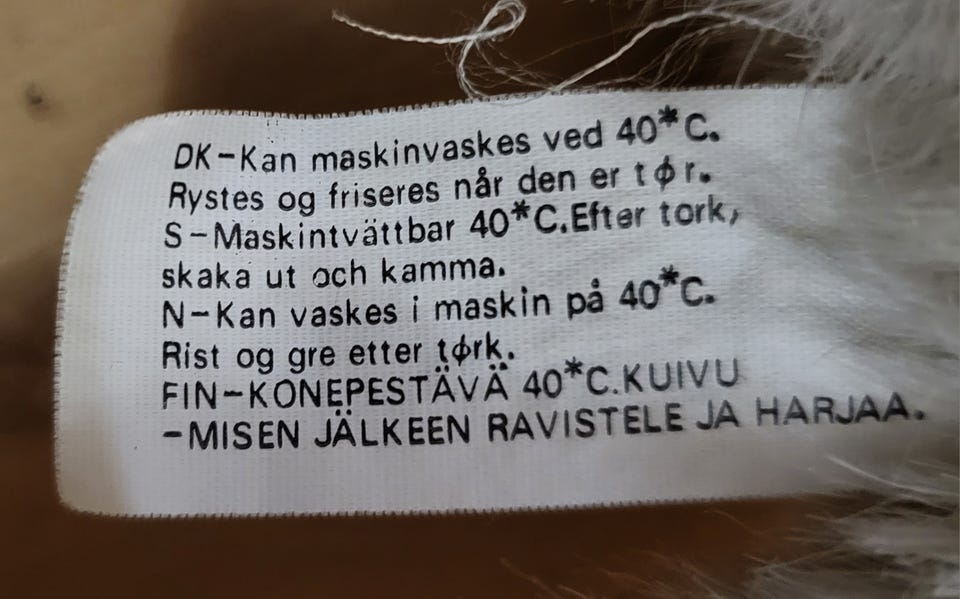 DK-Kan maskinvaskes ved 40*C.
Rystes og friseres når den er tør.
S-Maskintvättbar 40*C.Efter tork,
skaka ut och kamma.
N-Kan vaskes i maskin på 40*C.
Rist og gre etter tørk.
FIN-KONEPESTÄVÄ 40*C.KUIVU
-MISEN JÄLKEEN RAVISTELE JA HARJAA.